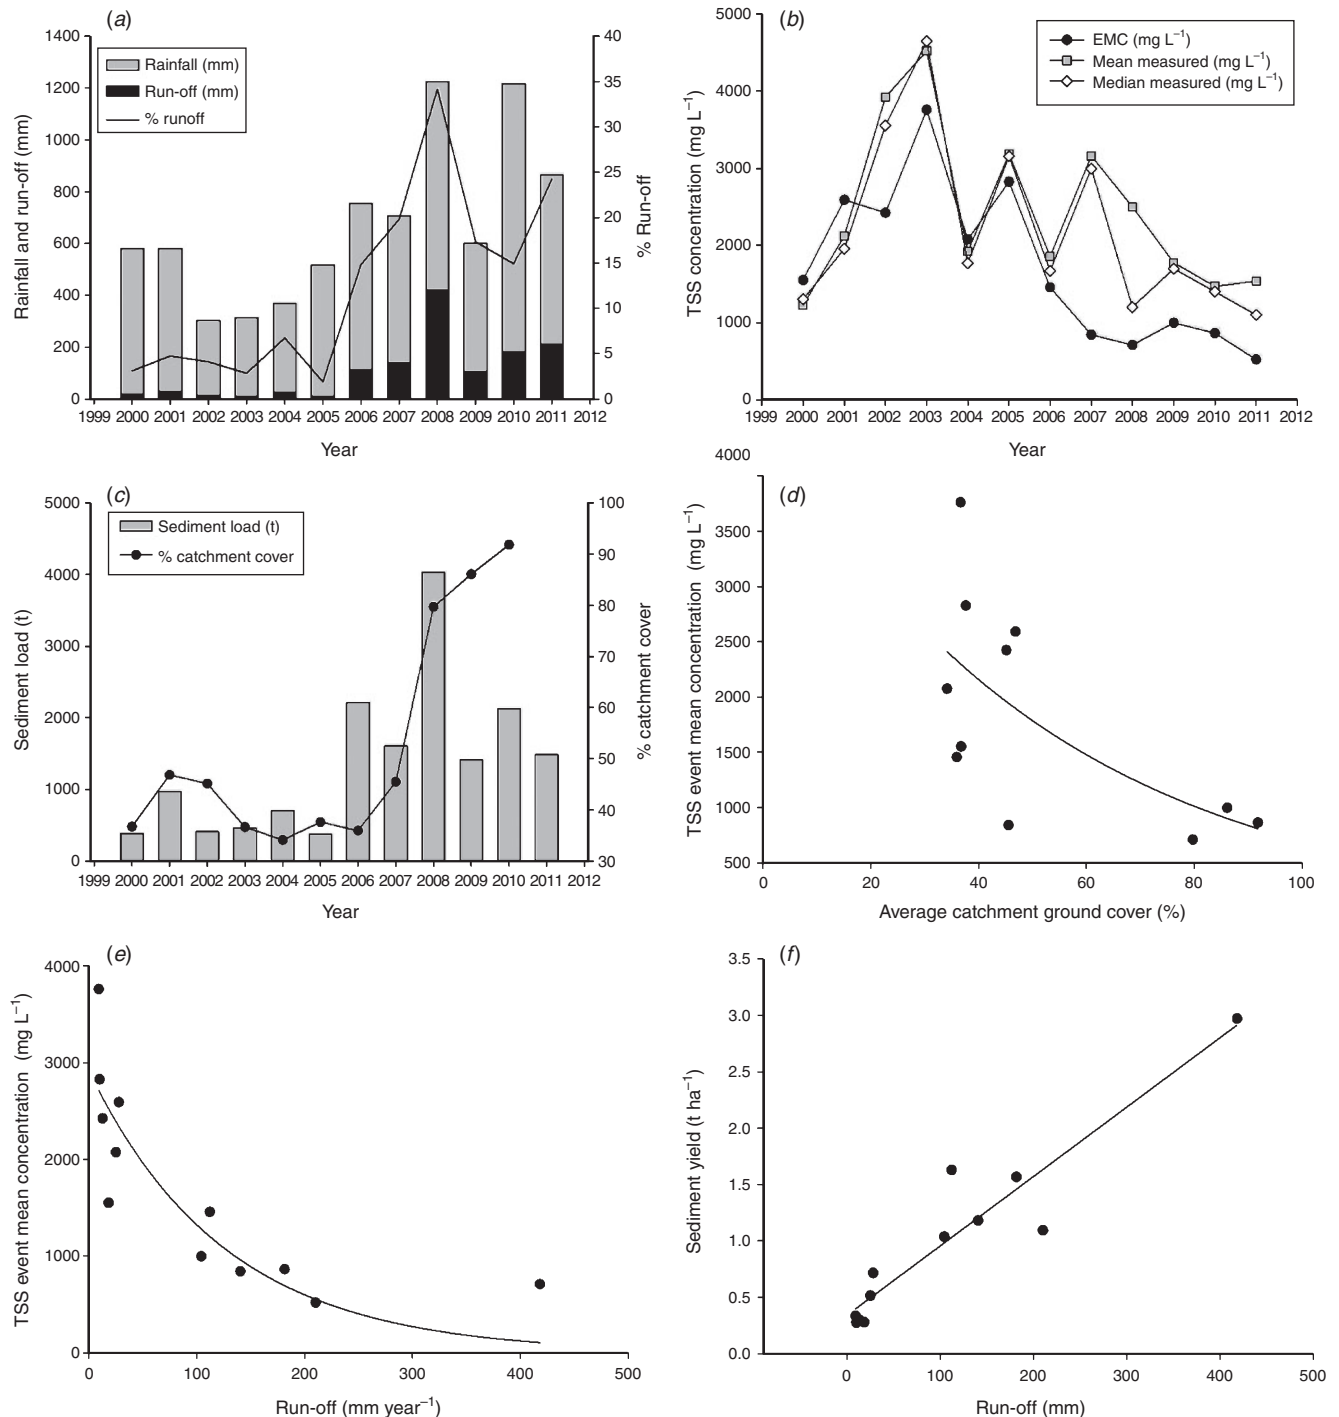 (a)
1400
1200
1000
800
600
400
200
0
Rainfall and run-off (mm)
Rainfall (mm)
Run-off (mm)
% runoff
40
35
30
25
20
15
10
5
0
% Run-off
1999 2000 2001 2002 2003 2004 2005 2006 2007 2008 2009 2010 2011 2012
Year
(b)
5000
4000
3000
2000
1000
0
TSS concentration (mg L⁻¹)
EMC (mg L⁻¹)
Mean measured (mg L⁻¹)
Median measured (mg L⁻¹)
1999 2000 2001 2002 2003 2004 2005 2006 2007 2008 2009 2010 2011 2012
Year
(c)
5000
4000
3000
2000
1000
0
Sediment load (t)
Sediment load (t)
% catchment cover
100
90
80
70
60
50
40
30
% catchment cover
1999 2000 2001 2002 2003 2004 2005 2006 2007 2008 2009 2010 2011 2012
Year
(d)
4000
3500
3000
2500
2000
1500
1000
500
TSS event mean concentration (mg L⁻¹)
0 20 40 60 80 100
Average catchment ground cover (%)
(e)
4000
3000
2000
1000
0
TSS event mean concentration (mg L⁻¹)
0 100 200 300 400 500
Run-off (mm year⁻¹)
(f)
3.5
3.0
2.5
2.0
1.5
1.0
0.5
0.0
Sediment yield (t ha⁻¹)
0 100 200 300 400 500
Run-off (mm)